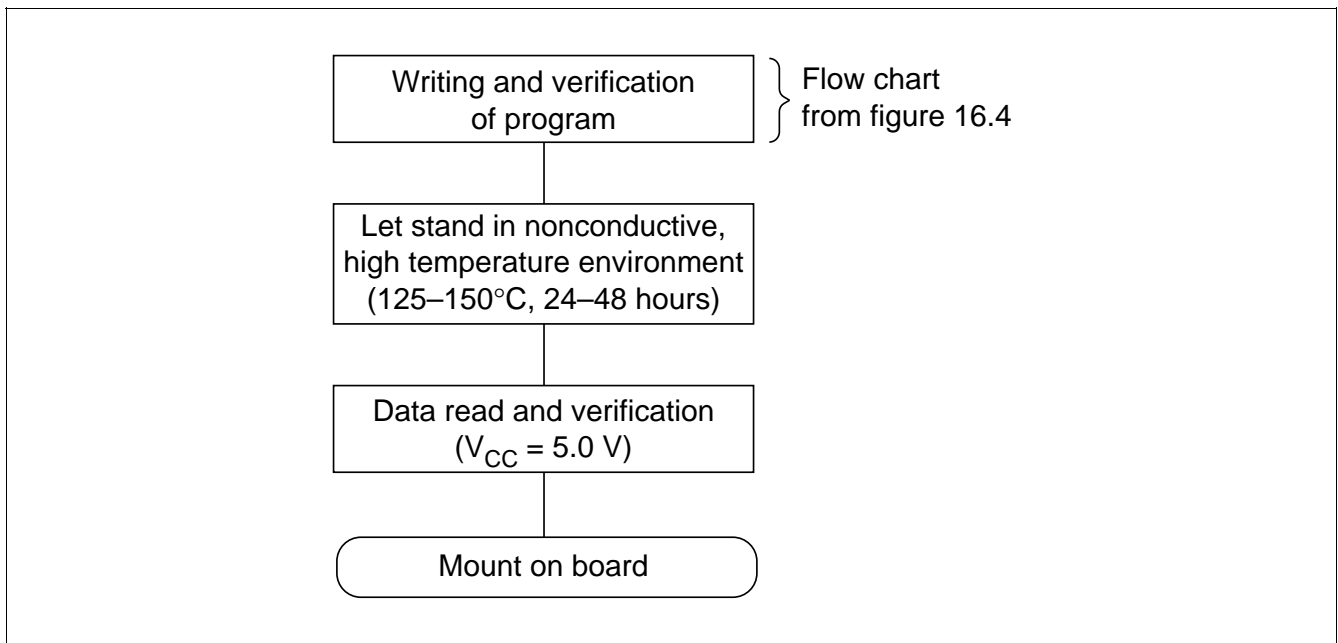 Writing and verification
of program
Flow chart
from figure 16.4
Let stand in nonconductive,
high temperature environment
(125–150°C, 24–48 hours)
Data read and verification
(VCC = 5.0 V)
Mount on board